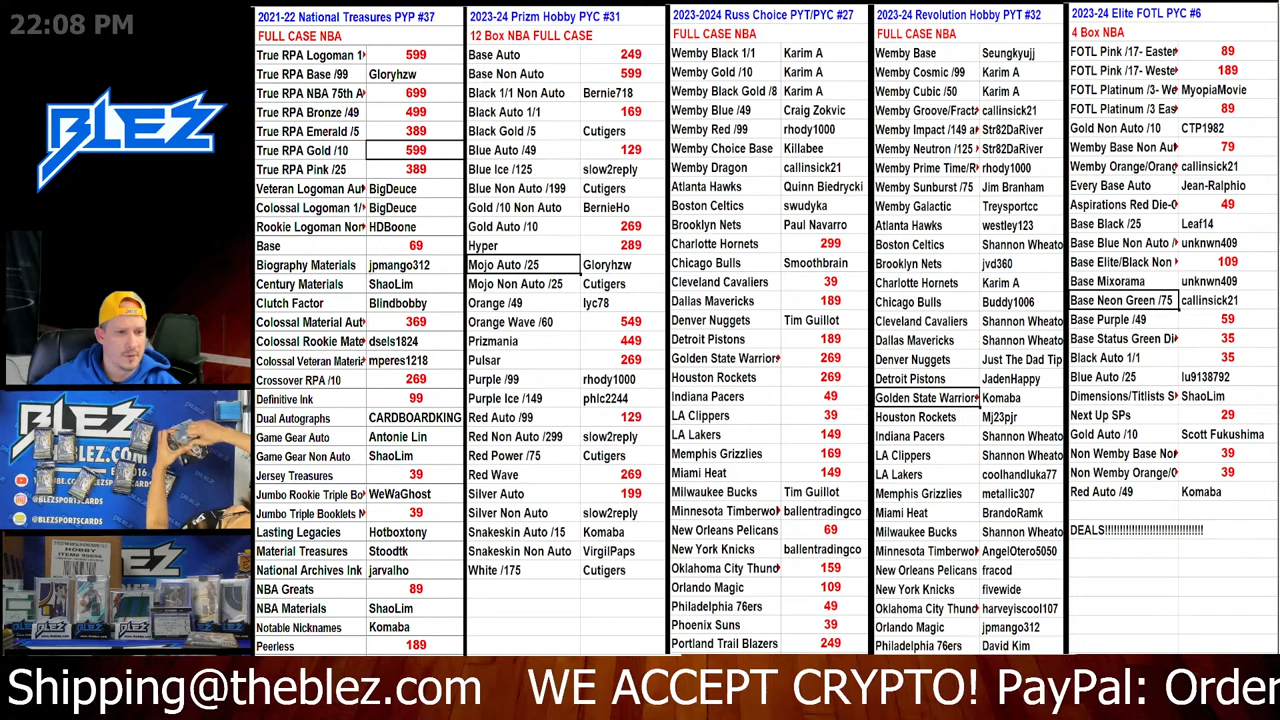 22:08 PM
BLEZ
BLEZ
BLEZ.COM
@BLEZSPORTSCARDS
@BLEZSPORTSCARDS
HOBBY
2021-22 National Treasures PYP #37
FULL CASE NBA
True RPA Logoman 1 599
True RPA Base /99 Gloryhzw
True RPA NBA 75th A 699
True RPA Bronze /49 499
True RPA Emerald /5 389
True RPA Gold /10 599
True RPA Pink /25 389
Veteran Logoman Au BigDeuce
Colossal Logoman 1/ BigDeuce
Rookie Logoman Non HDBoone
Base 69
Biography Materials jpmango312
Century Materials ShaoLim
Clutch Factor Blindbobby
Colossal Material Aut 369
Colossal Rookie Mate dsels1824
Colossal Veteran Materi mperes1218
Crossover RPA /10 269
Definitive Ink 99
Dual Autographs CARDBOARDKING
Game Gear Auto Antonie Lin
Game Gear Non Auto ShaoLim
Jersey Treasures 39
Jumbo Rookie Triple Bo WeWaGhost
Jumbo Triple Booklets N 39
Lasting Legacies Hotboxtony
Material Treasures Stoodtk
National Archives Ink jarvalho
NBA Greats 89
NBA Materials ShaoLim
Notable Nicknames Komaba
Peerless 189
2023-24 Prizm Hobby PYC #31
12 Box NBA FULL CASE
Base Auto 249
Base Non Auto 599
Black 1/1 Non Auto Bernie718
Black Auto 1/1 169
Black Gold /5 Cutigers
Blue Auto /49 129
Blue Ice /125 slow2reply
Blue Non Auto /199 Cutigers
Gold /10 Non Auto BernieHo
Gold Auto /10 269
Hyper 289
Mojo Auto /25 Gloryhzw
Mojo Non Auto /25 Cutigers
Orange /49 lyc78
Orange Wave /60 549
Prizmania 449
Pulsar 269
Purple /99 rhody1000
Purple Ice /149 phlc2244
Red Auto /99 129
Red Non Auto /299 slow2reply
Red Power /75 Cutigers
Red Wave 269
Silver Auto 199
Silver Non Auto slow2reply
Snakeskin Auto /15 Komaba
Snakeskin Non Auto VirgilPaps
White /175 Cutigers
2023-2024 Russ Choice PYT/PYC #27
FULL CASE NBA
Wemby Black 1/1 Karim A
Wemby Gold /10 Karim A
Wemby Black Gold /8 Karim A
Wemby Blue /49 Craig Zokvic
Wemby Red /99 rhody1000
Wemby Choice Base Killabee
Wemby Dragon callinsick21
Atlanta Hawks Quinn Biedrycki
Boston Celtics swudyka
Brooklyn Nets Paul Navarro
Charlotte Hornets 299
Chicago Bulls Smoothbrain
Cleveland Cavaliers 39
Dallas Mavericks 189
Denver Nuggets Tim Guillot
Detroit Pistons 189
Golden State Warrior 269
Houston Rockets 269
Indiana Pacers 49
LA Clippers 39
LA Lakers 149
Memphis Grizzlies 169
Miami Heat 149
Milwaukee Bucks Tim Guillot
Minnesota Timberwo ballentradingco
New Orleans Pelicans 69
New York Knicks ballentradingco
Oklahoma City Thun 159
Orlando Magic 109
Philadelphia 76ers 49
Phoenix Suns 39
Portland Trail Blazers 249
2023-24 Revolution Hobby PYT #32
FULL CASE NBA
Wemby Base Seungkyujj
Wemby Cosmic /99 Karim A
Wemby Cubic /50 Karim A
Wemby Groove/Fract callinsick21
Wemby Impact /149 a Str82DaRiver
Wemby Neutron /125 Str82DaRiver
Wemby Prime Time/R rhody1000
Wemby Sunburst /75 Jim Branham
Wemby Galactic Treysportcc
Atlanta Hawks westley123
Boston Celtics Shannon Wheato
Brooklyn Nets jvd360
Charlotte Hornets Karim A
Chicago Bulls Buddy1006
Cleveland Cavaliers Shannon Wheato
Dallas Mavericks Shannon Wheato
Denver Nuggets Just The Dad Tip
Detroit Pistons JadenHappy
Golden State Warrior Komaba
Houston Rockets Mj23pjr
Indiana Pacers Shannon Wheato
LA Clippers Shannon Wheato
LA Lakers coolhandluka77
Memphis Grizzlies metallic307
Miami Heat BrandoRamk
Milwaukee Bucks Shannon Wheato
Minnesota Timberwo AngelOtero5050
New Orleans Pelicans fracod
New York Knicks fivewide
Oklahoma City Thun harveyiscool107
Orlando Magic jpmango312
Philadelphia 76ers David Kim
2023-24 Elite FOTL PYC #6
4 Box NBA
FOTL Pink /17- Easter 89
FOTL Pink /17- Weste 189
FOTL Platinum /3- We MyopiaMovie
FOTL Platinum /3 Eas 89
Gold Non Auto /10 CTP1982
Wemby Base Non Au 79
Wemby Orange/Oran callinsick21
Every Base Auto Jean-Ralphio
Aspirations Red Die-C 49
Base Black /25 Leaf14
Base Blue Non Auto / unknwn409
Base Elite/Black Non 109
Base Mixorama unknwn409
Base Neon Green /75 callinsick21
Base Purple /49 59
Base Status Green Di 35
Black Auto 1/1 35
Blue Auto /25 lu9138792
Dimensions/Titlists S ShaoLim
Next Up SPs 29
Gold Auto /10 Scott Fukushima
Non Wemby Base Nor 39
Non Wemby Orange/O 39
Red Auto /49 Komaba
DEALS!!!!!!!!!!!!!!!!!!!!!!!!!!!!!!!!!
Shipping@theblez.com WE ACCEPT CRYPTO! PayPal: Order